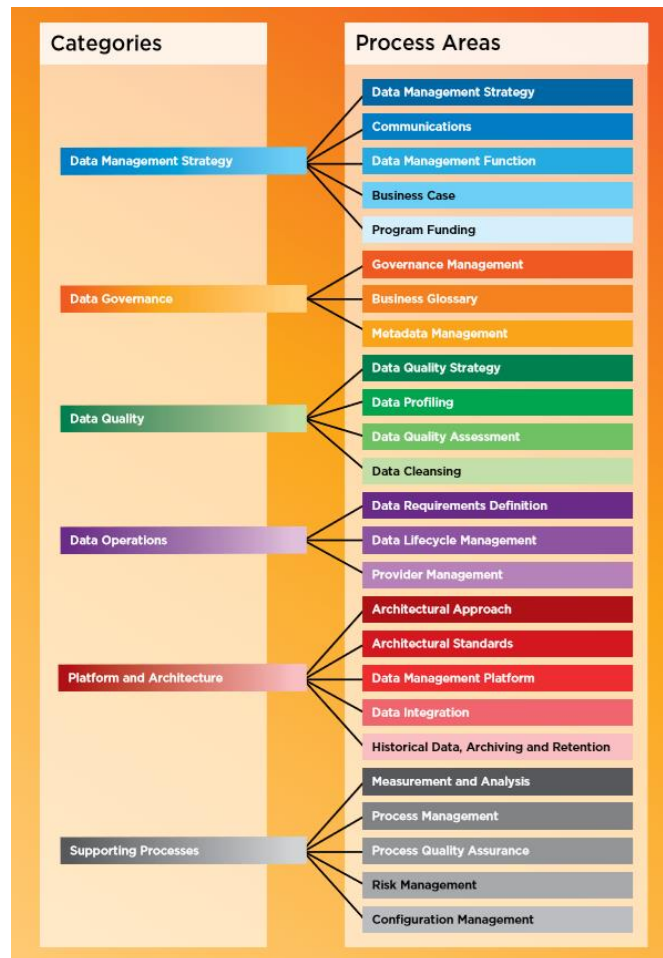 Categories
Process Areas
Data Management Strategy
Data Management Strategy
Communications
Data Management Function
Business Case
Program Funding
Data Governance
Governance Management
Business Glossary
Metadata Management
Data Quality
Data Quality Strategy
Data Profiling
Data Quality Assessment
Data Cleansing
Data Operations
Data Requirements Definition
Data Lifecycle Management
Provider Management
Platform and Architecture
Architectural Approach
Architectural Standards
Data Management Platform
Data Integration
Historical Data, Archiving and Retention
Supporting Processes
Measurement and Analysis
Process Management
Process Quality Assurance
Risk Management
Configuration Management